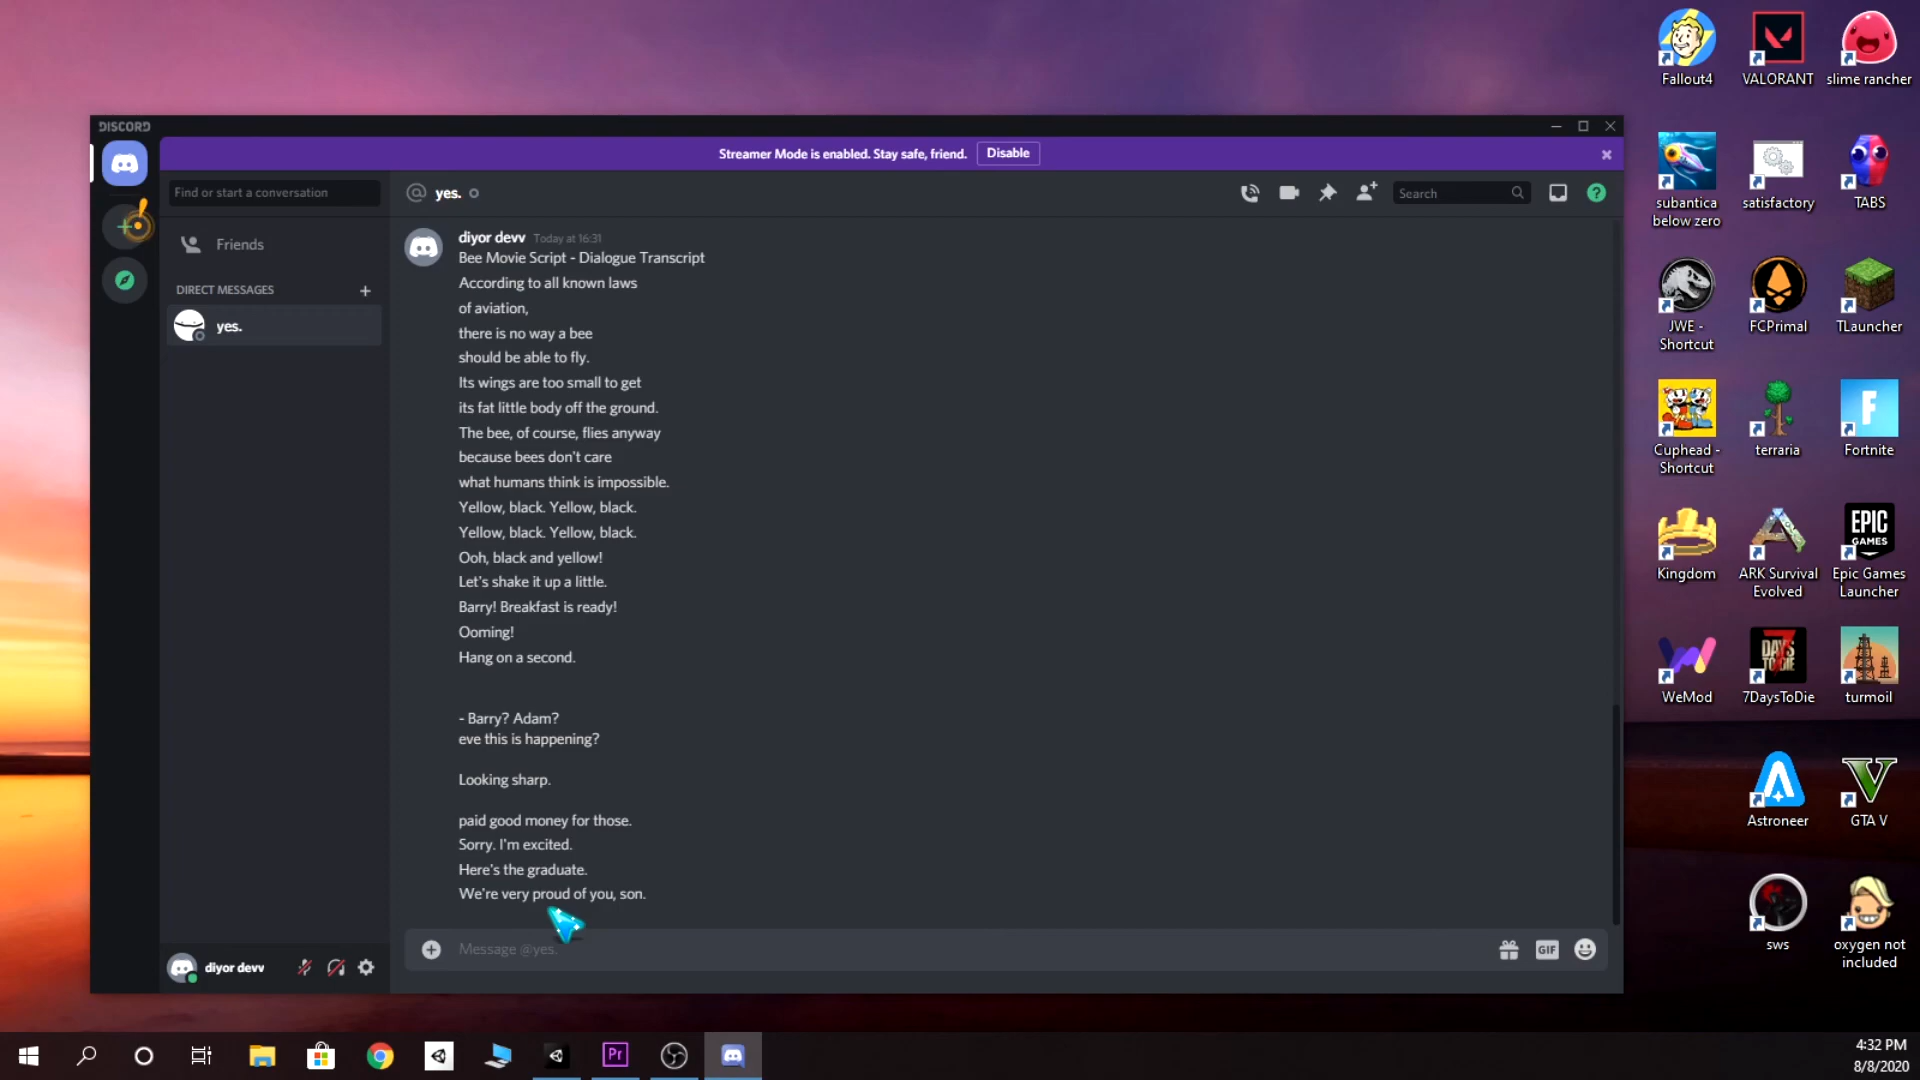 DISCORD
Streamer Mode is enabled. Stay safe, friend.
Disable
Find or start a conversation
yes.
Search
Friends
DIRECT MESSAGES
yes.
diyor devv Today at 16:31
Bee Movie Script - Dialogue Transcript
According to all known laws
of aviation,
there is no way a bee
should be able to fly.
Its wings are too small to get
its fat little body off the ground.
The bee, of course, flies anyway
because bees don't care
what humans think is impossible.
Yellow, black. Yellow, black.
Yellow, black. Yellow, black.
Ooh, black and yellow!
Let's shake it up a little.
Barry! Breakfast is ready!
Ooming!
Hang on a second.
- Barry? Adam?
eve this is happening?
Looking sharp.
paid good money for those.
Sorry. I'm excited.
Here's the graduate.
We're very proud of you, son.
Message @yes.
GIF
diyor devv
Fallout4
VALORANT
slime rancher
subantica
below zero
satisfactory
TABS
JWE -
Shortcut
FCPrimal
TLauncher
Cuphead -
Shortcut
terraria
F
Fortnite
Kingdom
ARK Survival
Evolved
EPIC
GAMES
Epic Games
Launcher
WeMod
7
DAYS
TO DIE
7DaysToDie
turmoil
Astroneer
V
GTA V
sws
oxygen not
included
Pr
4:32 PM
8/8/2020